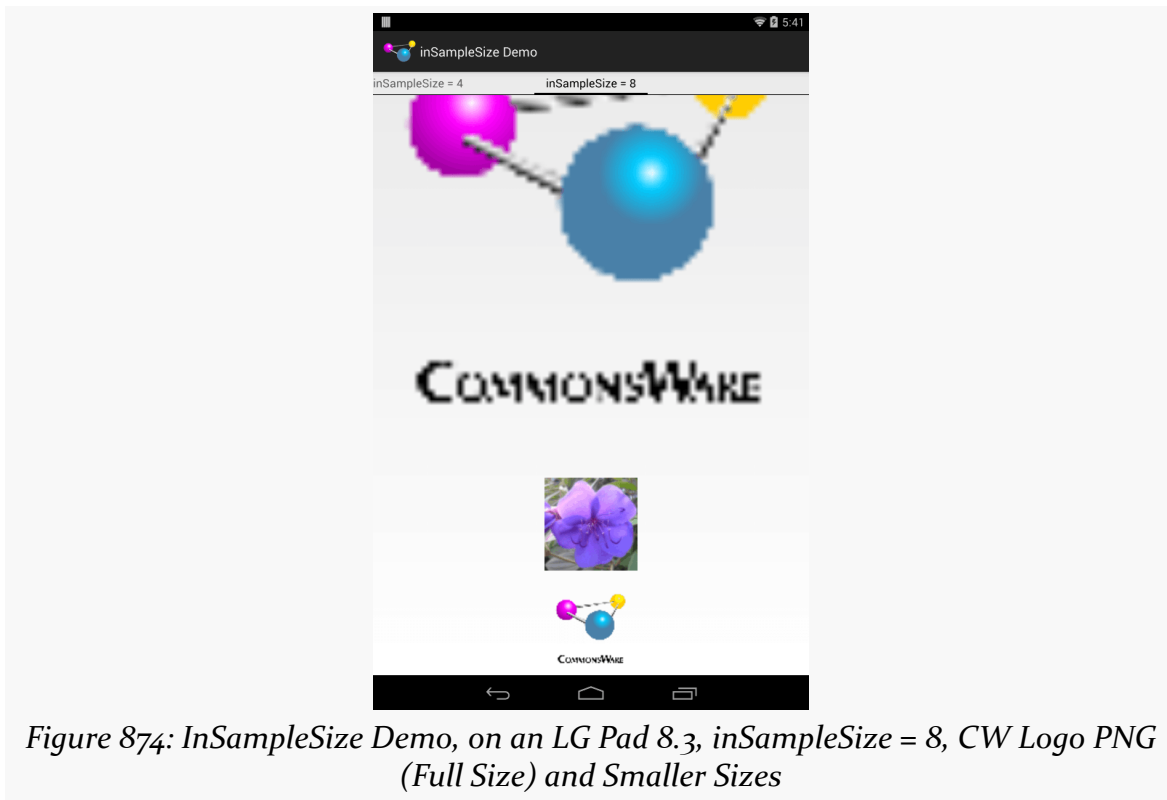 5:41
inSampleSize Demo
inSampleSize = 4 inSampleSize = 8
COMMONSWARE
COMMONSWARE
Figure 874: InSampleSize Demo, on an LG Pad 8.3, inSampleSize = 8, CW Logo PNG
(Full Size) and Smaller Sizes